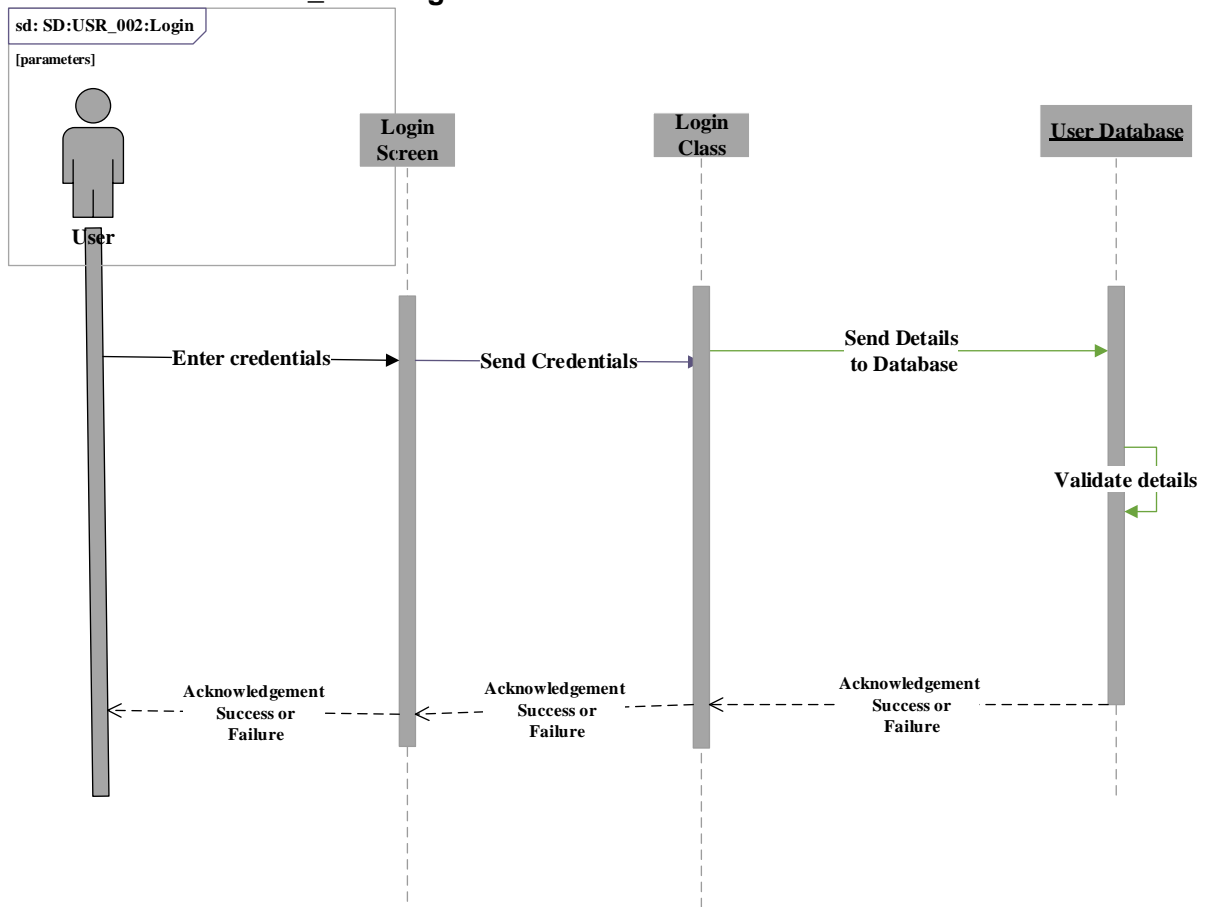 sd: SD:USR_002:Login
[parameters]
User
Login
Screen
Login
Class
User Database
Enter credentials
Send Credentials
Send Details
to Database
Validate details
Acknowledgement
Success or
Failure
Acknowledgement
Success or
Failure
Acknowledgement
Success or
Failure